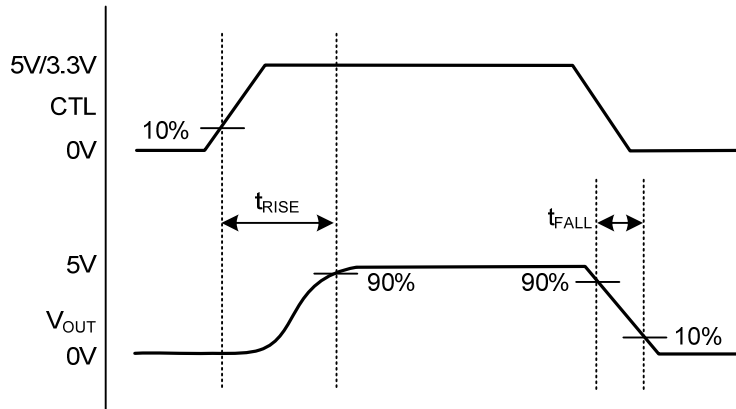 5V/3.3V
CTL
10%
0V
tRISE
tFALL
5V
90%
90%
VOUT
10%
0V